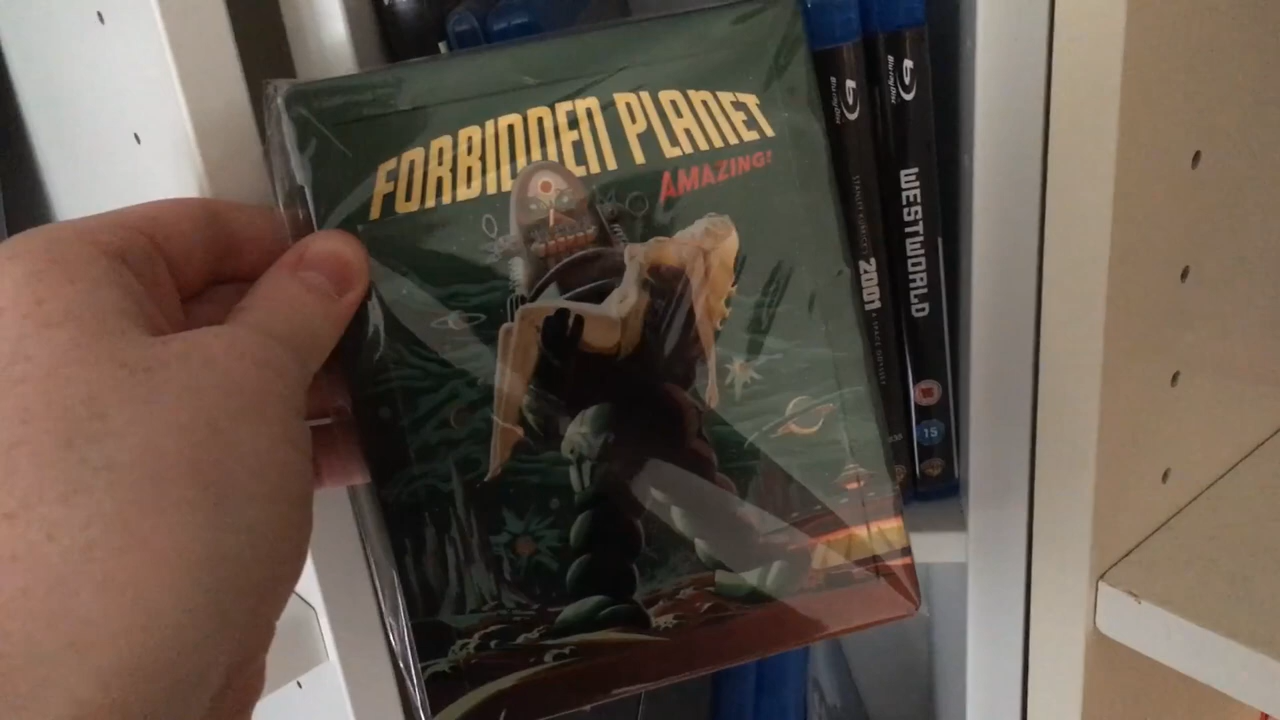 FORBIDDEN PLANET
AMAZING!
Blu-ray Disc
STANLEY KUBRICK'S
2001
A SPACE ODYSSEY
Blu-ray Disc
WESTWORLD
15